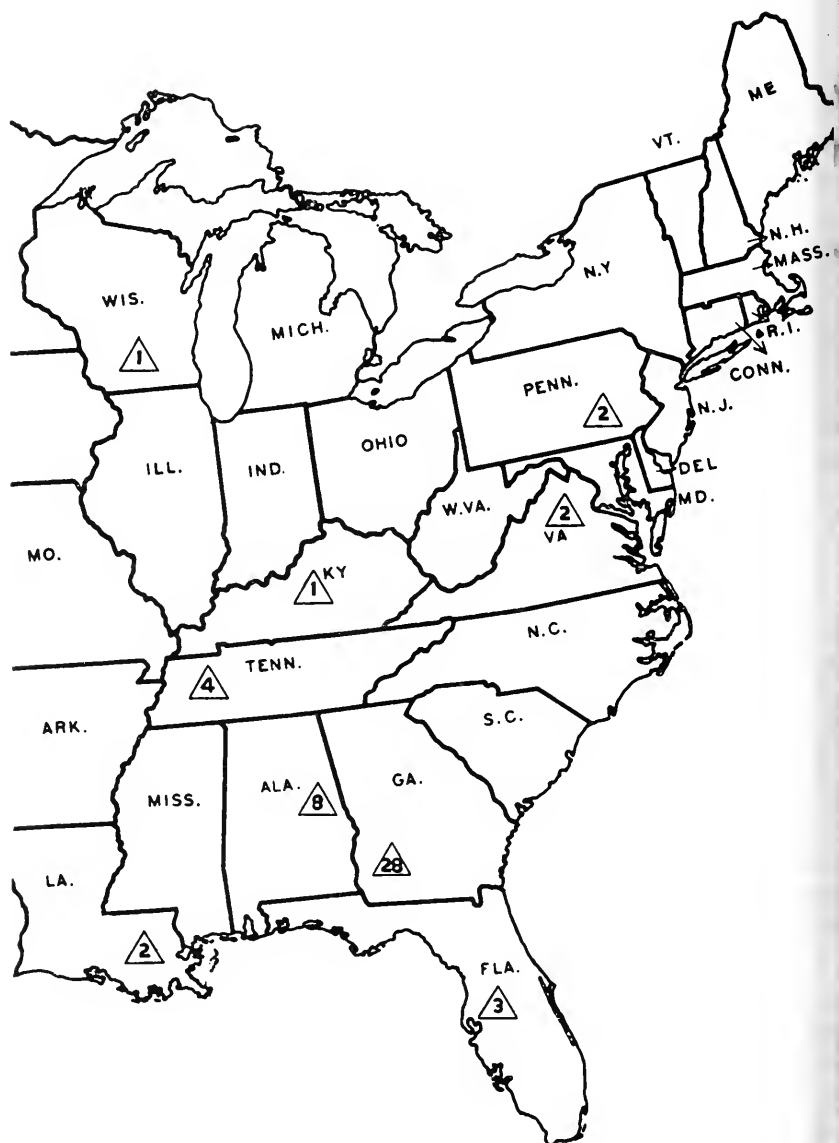 ME
VT.
N.H.
MASS.
N.Y
R.I.
CONN.
WIS.
1
MICH.
PENN.
2
N.J.
OHIO
ILL.
IND.
DEL
MD.
W.VA.
2
VA
MO.
KY
1
N.C.
TENN.
4
S.C.
ARK.
GA.
ALA.
8
MISS.
28
LA.
2
FLA.
3